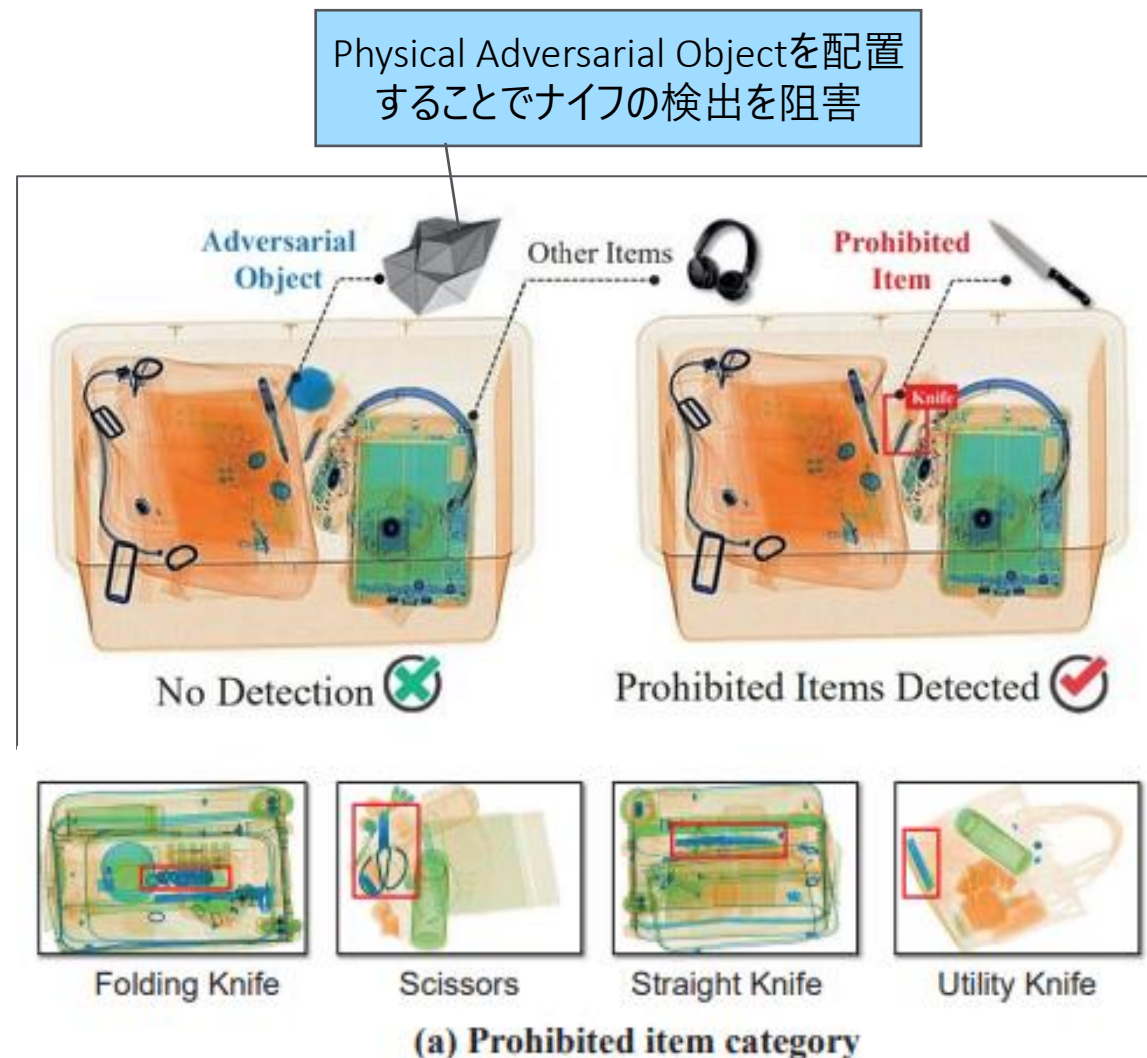 Physical Adversarial Objectを配置
することでナイフの検出を阻害
Adversarial
Object
Other Items
Prohibited
Item
Knife
No Detection
Prohibited Items Detected
Folding Knife
Scissors
Straight Knife
Utility Knife
(a) Prohibited item category